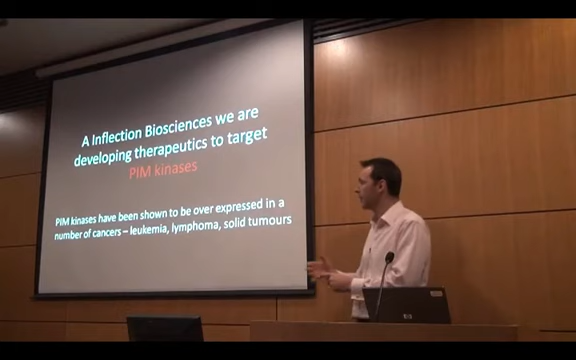 A Inflection Biosciences we are
developing therapeutics to target
PIM kinases
PIM kinases have been shown to be over expressed in a
number of cancers – leukemia, lymphoma, solid tumours